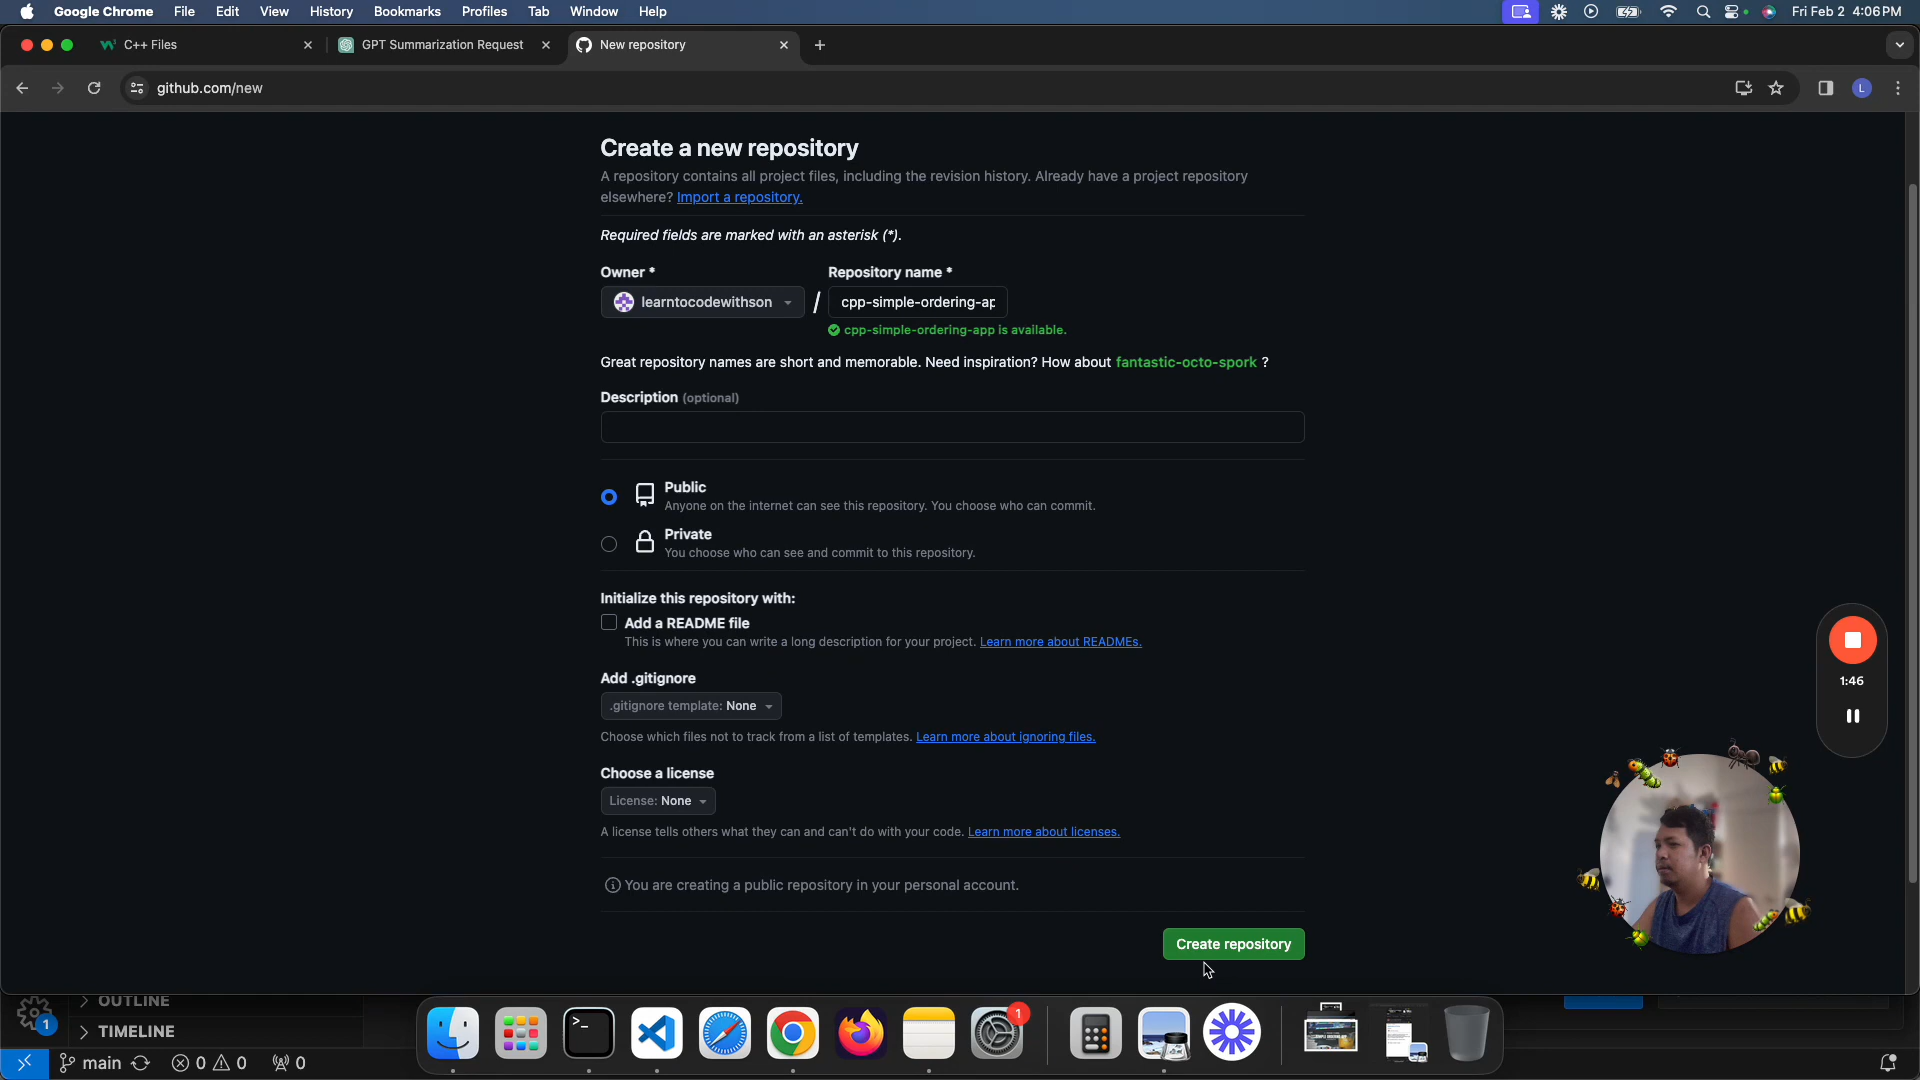 Google Chrome File Edit View History Bookmarks Profiles Tab Window Help Fri Feb 2 4:06 PM
C++ Files GPT Summarization Request New repository
github.com/new L
Create a new repository
A repository contains all project files, including the revision history. Already have a project repository
elsewhere? Import a repository.
Required fields are marked with an asterisk (*).
Owner * Repository name *
learntocodewithson / cpp-simple-ordering-ap
cpp-simple-ordering-app is available.
Great repository names are short and memorable. Need inspiration? How about fantastic-octo-spork ?
Description (optional)
Public
Anyone on the internet can see this repository. You choose who can commit.
Private
You choose who can see and commit to this repository.
Initialize this repository with:
Add a README file
This is where you can write a long description for your project. Learn more about READMEs.
Add .gitignore
.gitignore template: None
Choose which files not to track from a list of templates. Learn more about ignoring files.
Choose a license
License: None
A license tells others what they can and can't do with your code. Learn more about licenses.
You are creating a public repository in your personal account.
Create repository
1:46
OUTLINE
1
TIMELINE
1
main 0 0 0